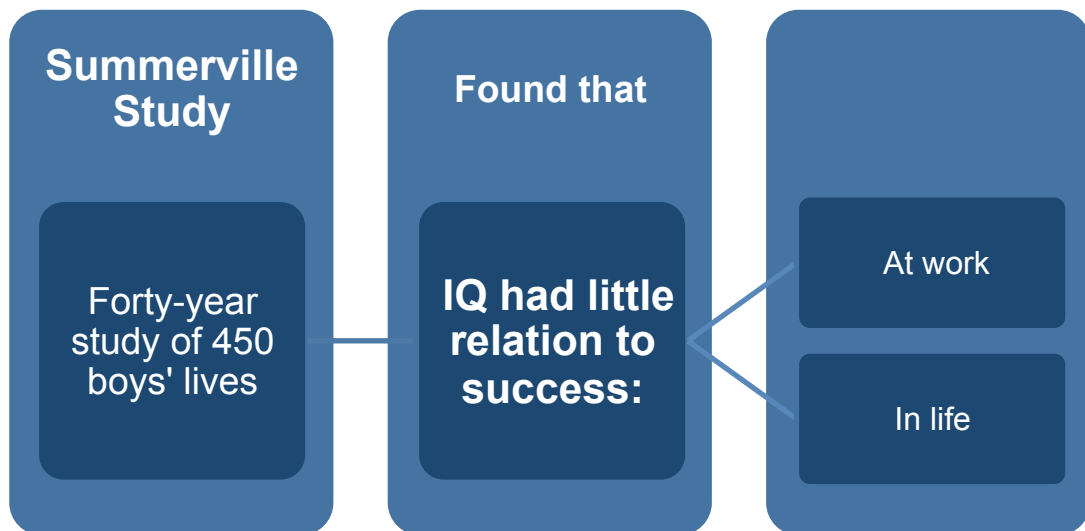 Summerville
Study
Forty-year
study of 450
boys' lives
Found that
IQ had little
relation to
success:
At work
In life